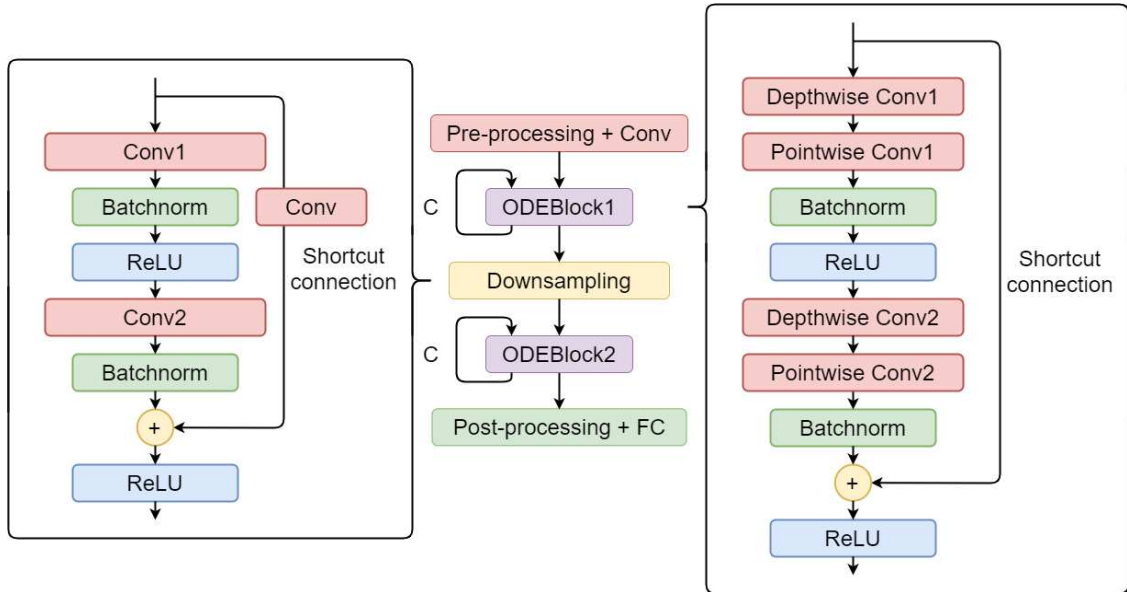 Conv1
Batchnorm
Conv
ReLU
Shortcut
connection
Conv2
Batchnorm
+
ReLU
Pre-processing + Conv
C
ODEBlock1
Downsampling
C
ODEBlock2
Post-processing + FC
Depthwise Conv1
Pointwise Conv1
Batchnorm
ReLU
Shortcut
connection
Depthwise Conv2
Pointwise Conv2
Batchnorm
+
ReLU